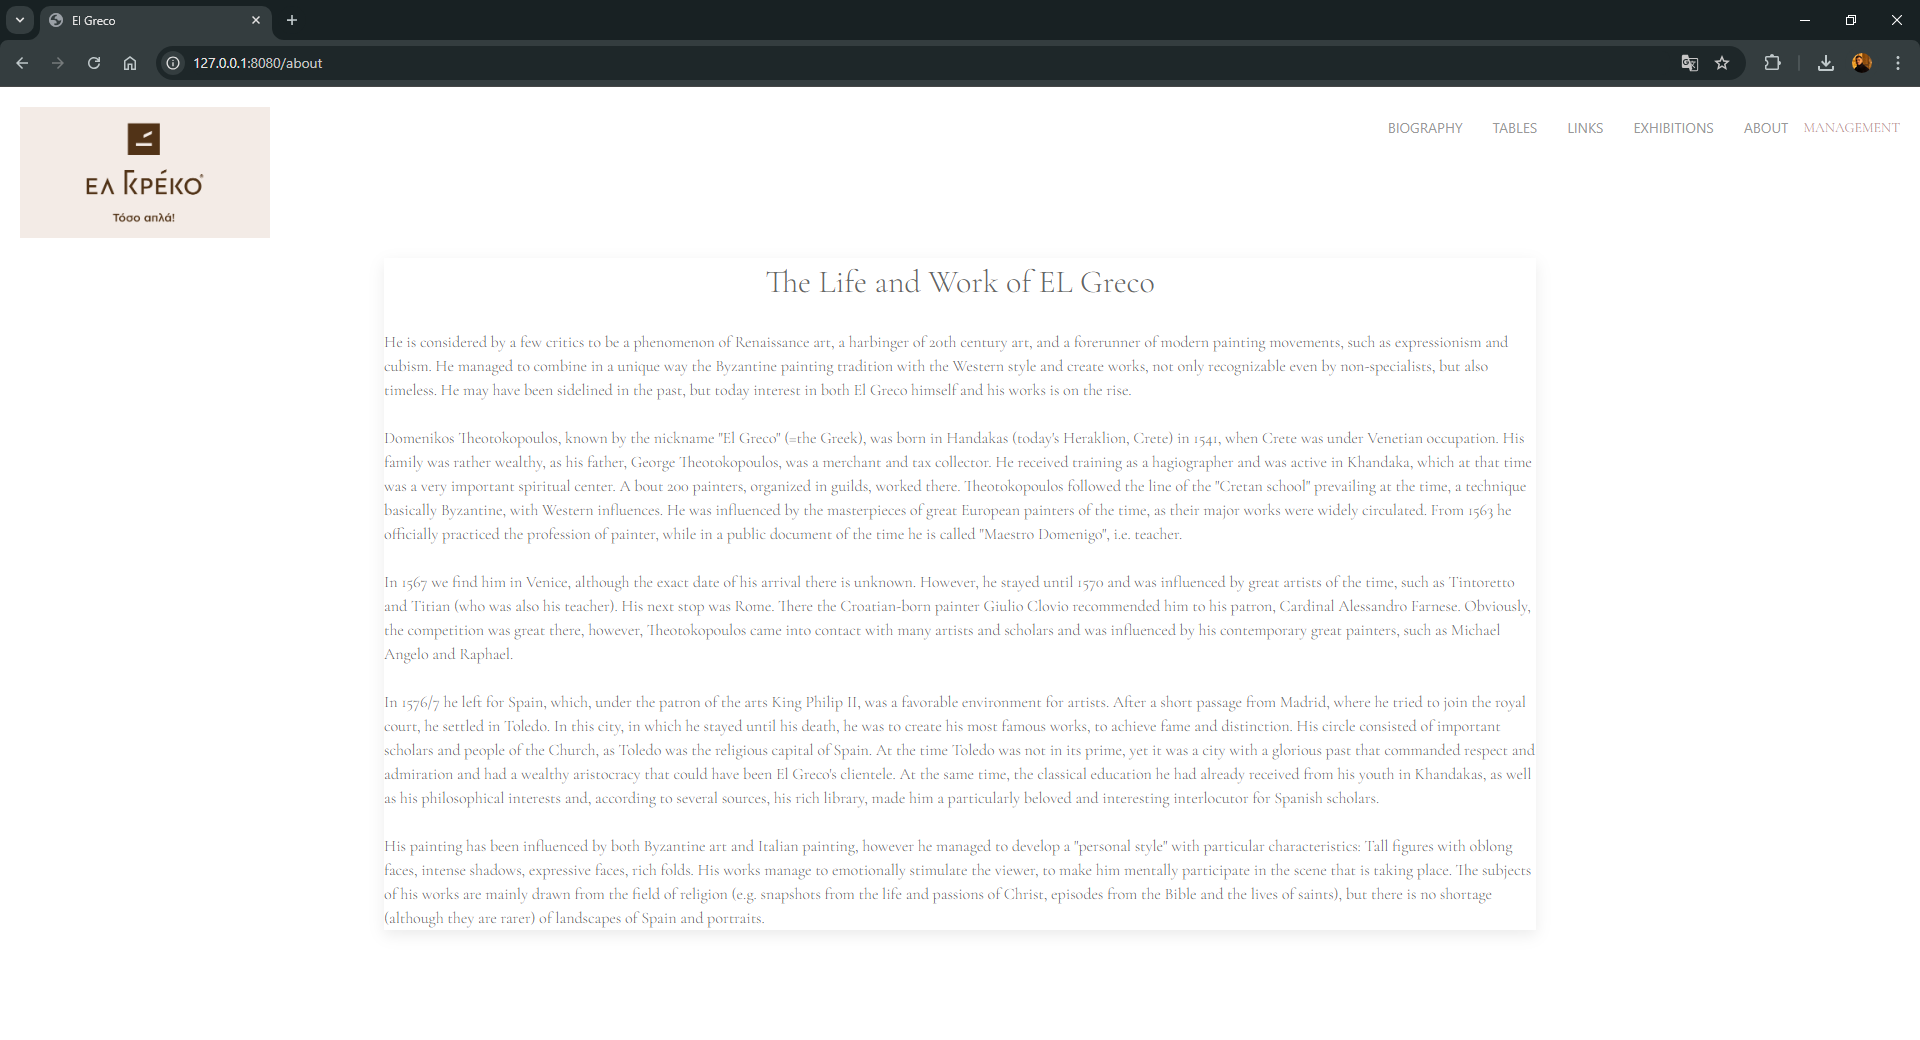 El Greco
127.0.0.1:8080/about
ΕΛ ΓΚΡΈΚΟ®
Τόσο απλά!
BIOGRAPHY TABLES LINKS EXHIBITIONS ABOUT MANAGEMENT
The Life and Work of EL Greco
He is considered by a few critics to be a phenomenon of Renaissance art, a harbinger of 20th century art, and a forerunner of modern painting movements, such as expressionism and
cubism. He managed to combine in a unique way the Byzantine painting tradition with the Western style and create works, not only recognizable even by non-specialists, but also
timeless. He may have been sidelined in the past, but today interest in both El Greco himself and his works is on the rise.
Domenikos Theotokopoulos, known by the nickname "El Greco" (=the Greek), was born in Handakas (today's Heraklion, Crete) in 1541, when Crete was under Venetian occupation. His
family was rather wealthy, as his father, George Theotokopoulos, was a merchant and tax collector. He received training as a hagiographer and was active in Khandaka, which at that time
was a very important spiritual center. A bout 200 painters, organized in guilds, worked there. Theotokopoulos followed the line of the "Cretan school" prevailing at the time, a technique
basically Byzantine, with Western influences. He was influenced by the masterpieces of great European painters of the time, as their major works were widely circulated. From 1563 he
officially practiced the profession of painter, while in a public document of the time he is called "Maestro Domenigo", i.e. teacher.
In 1567 we find him in Venice, although the exact date of his arrival there is unknown. However, he stayed until 1570 and was influenced by great artists of the time, such as Tintoretto
and Titian (who was also his teacher). His next stop was Rome. There the Croatian-born painter Giulio Clovio recommended him to his patron, Cardinal Alessandro Farnese. Obviously,
the competition was great there, however, Theotokopoulos came into contact with many artists and scholars and was influenced by his contemporary great painters, such as Michael
Angelo and Raphael.
In 1576/7 he left for Spain, which, under the patron of the arts King Philip II, was a favorable environment for artists. After a short passage from Madrid, where he tried to join the royal
court, he settled in Toledo. In this city, in which he stayed until his death, he was to create his most famous works, to achieve fame and distinction. His circle consisted of important
scholars and people of the Church, as Toledo was the religious capital of Spain. At the time Toledo was not in its prime, yet it was a city with a glorious past that commanded respect and
admiration and had a wealthy aristocracy that could have been El Greco's clientele. At the same time, the classical education he had already received from his youth in Khandakas, as well
as his philosophical interests and, according to several sources, his rich library, made him a particularly beloved and interesting interlocutor for Spanish scholars.
His painting has been influenced by both Byzantine art and Italian painting, however he managed to develop a "personal style" with particular characteristics: Tall figures with oblong
faces, intense shadows, expressive faces, rich folds. His works manage to emotionally stimulate the viewer, to make him mentally participate in the scene that is taking place. The subjects
of his works are mainly drawn from the field of religion (e.g. snapshots from the life and passions of Christ, episodes from the Bible and the lives of saints), but there is no shortage
(although they are rarer) of landscapes of Spain and portraits.